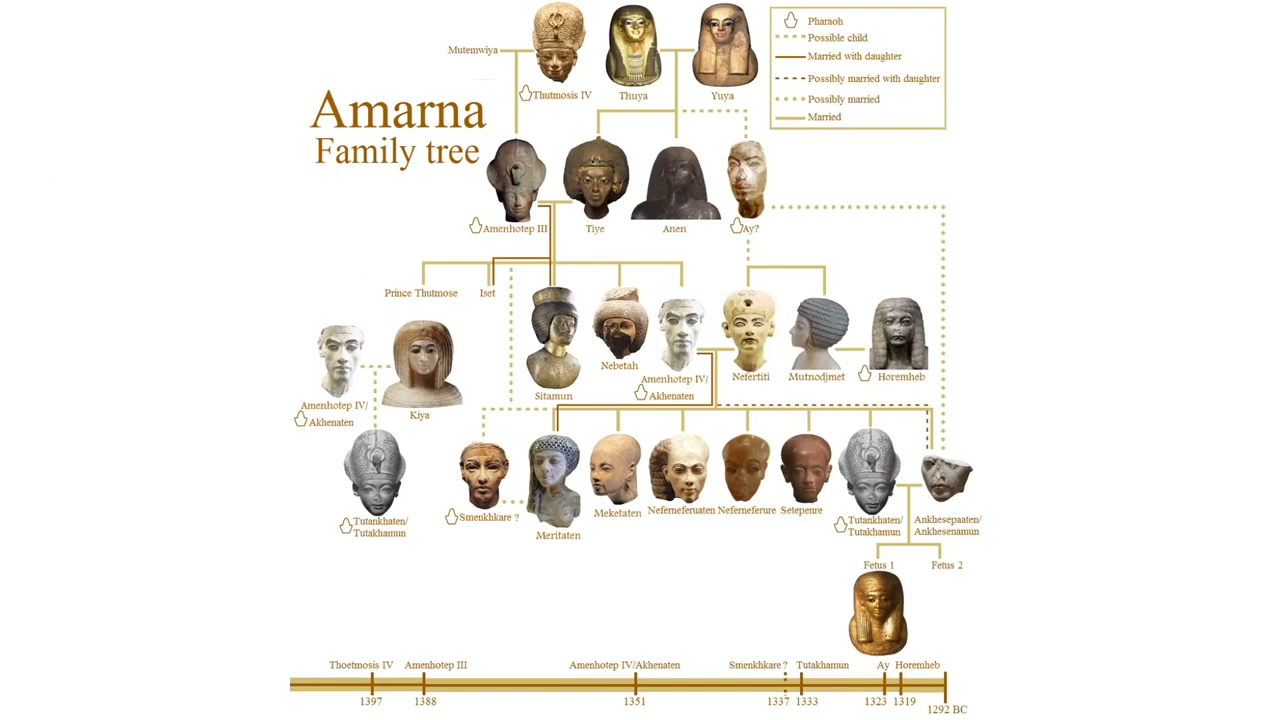 Pharaoh
Possible child
Married with daughter
Possibly married with daughter
Possibly married
Married
Amarna
Family tree
Mutemwiya
Thutmosis IV
Thuya
Yuya
Amenhotep III
Tiye
Anen
Ay?
Prince Thutmose
Iset
Sitamun
Nebetah
Amenhotep IV/
Akhenaten
Nefertiti
Mutnodjmet
Horemheb
Amenhotep IV/
Akhenaten
Kiya
Tutankhaten/
Tutakhamun
Smenkhkare ?
Meritaten
Meketaten
Neferneferuaten
Neferneferure
Setepenre
Tutankhaten/
Tutakhamun
Ankhesepaaten/
Ankhesenamun
Fetus 1
Fetus 2
Thoetmosis IV
Amenhotep III
Amenhotep IV/Akhenaten
Smenkhkare ?
Tutakhamun
Ay
Horemheb
1397
1388
1351
1337
1333
1323
1319
1292 BC